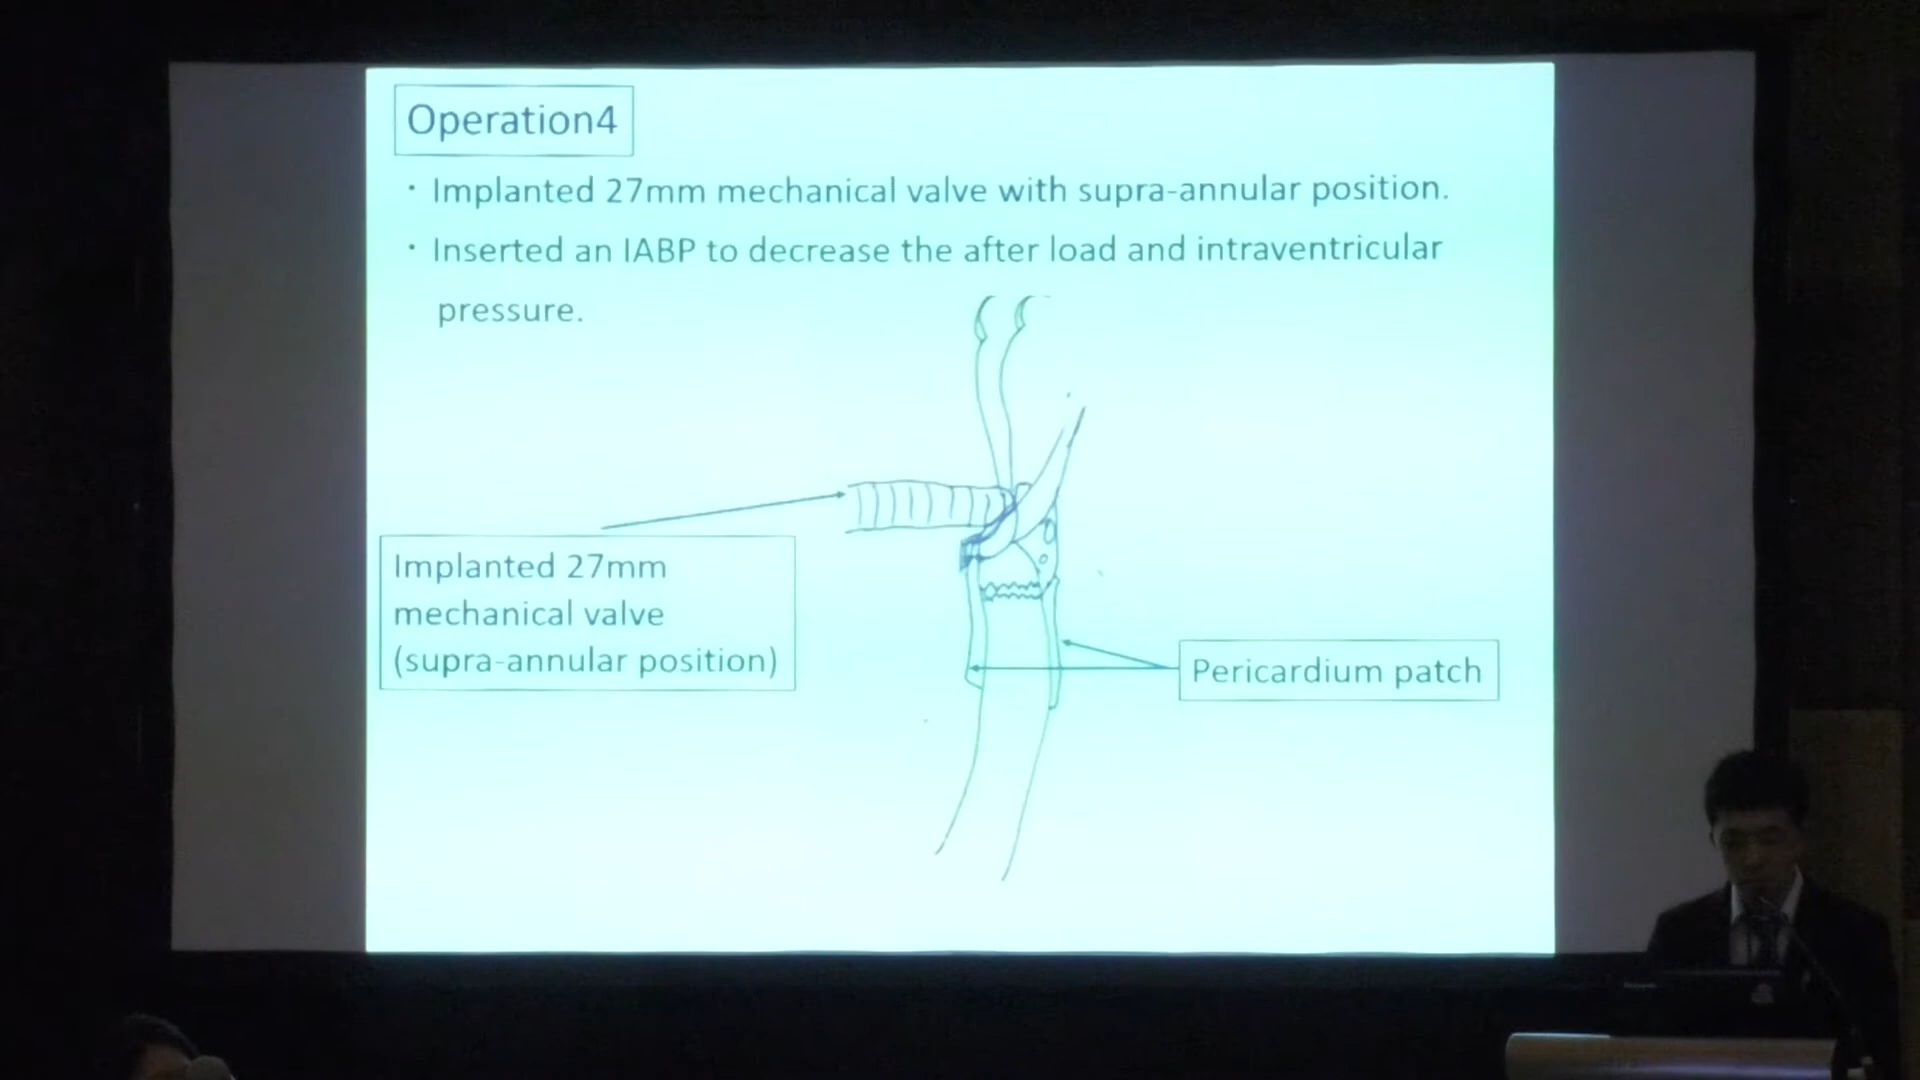 Operation4
・Implanted 27mm mechanical valve with supra-annular position.
・Inserted an IABP to decrease the after load and intraventricular
pressure.
Implanted 27mm
mechanical valve
(supra-annular position)
Pericardium patch